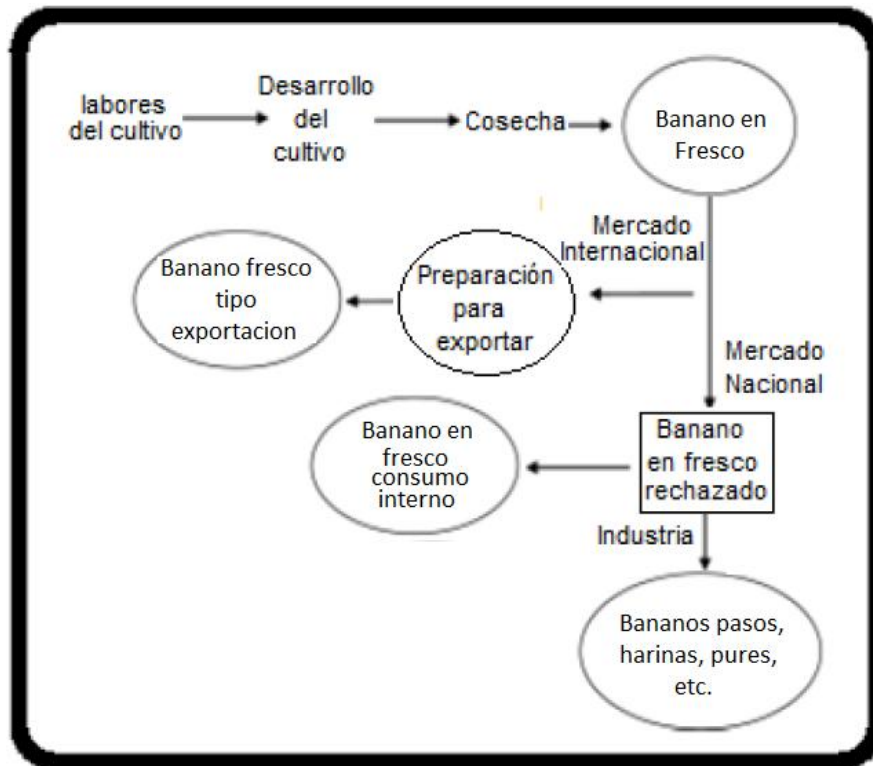 labores
del cultivo
Desarrollo
del
cultivo
Cosecha
Banano en
Fresco
Mercado
Internacional
Preparación
para
exportar
Banano fresco
tipo
exportacion
Mercado
Nacional
Banano
en fresco
rechazado
Banano en
fresco
consumo
interno
Industria
Bananos pasos,
harinas, pures,
etc.